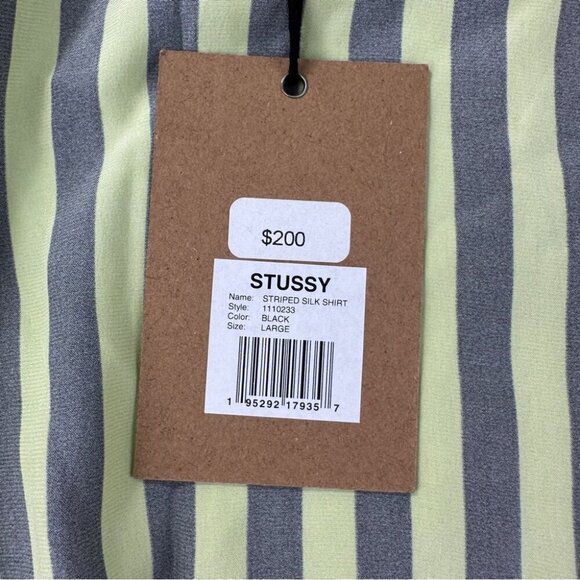 $200
STUSSY
Name: STRIPED SILK SHIRT
Style: 1110233
Color: BLACK
Size: LARGE
1 95292 17935 7